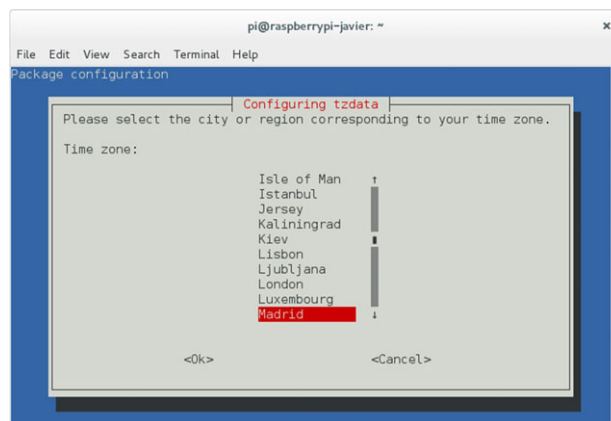 pi@raspberrypi-javier: ~
File Edit View Search Terminal Help
Package configuration
Configuring tzdata
Please select the city or region corresponding to your time zone.
Time zone:
Isle of Man
Istanbul
Jersey
Kaliningrad
Kiev
Lisbon
Ljubljana
London
Luxembourg
Madrid
<Ok> <Cancel>